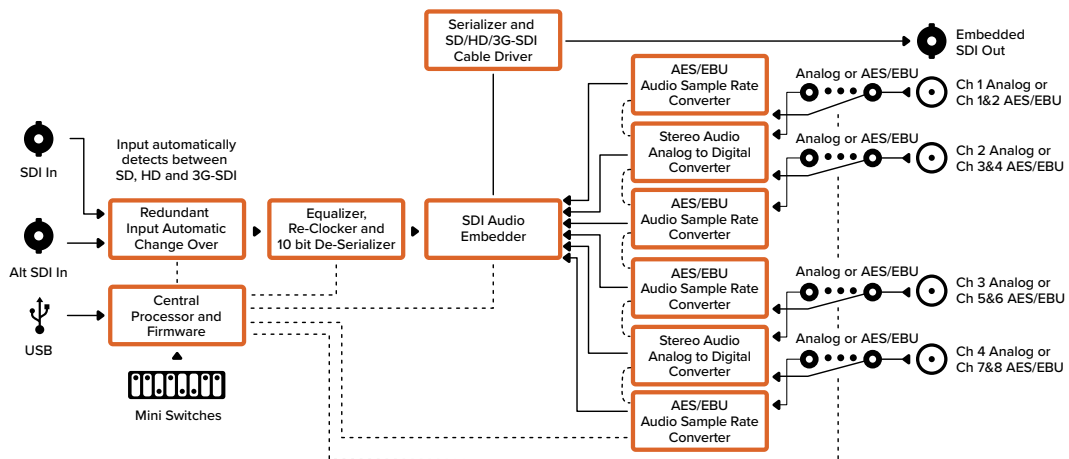 Serializer and
SD/HD/3G-SDI
Cable Driver
Embedded
SDI Out
AES/EBU
Audio Sample Rate
Converter
Analog or AES/EBU
Ch 1 Analog or
Ch 1&2 AES/EBU
SDI In
Input automatically
detects between
SD, HD and 3G-SDI
Stereo Audio
Analog to Digital
Converter
Analog or AES/EBU
Ch 2 Analog or
Ch 3&4 AES/EBU
Alt SDI In
Redundant
Input Automatic
Change Over
Equalizer,
Re-Clocker and
10 bit De-Serializer
SDI Audio
Embedder
AES/EBU
Audio Sample Rate
Converter
AES/EBU
Audio Sample Rate
Converter
Analog or AES/EBU
Ch 3 Analog or
Ch 5&6 AES/EBU
USB
Central
Processor and
Firmware
Stereo Audio
Analog to Digital
Converter
Analog or AES/EBU
Ch 4 Analog or
Ch 7&8 AES/EBU
Mini Switches
AES/EBU
Audio Sample Rate
Converter